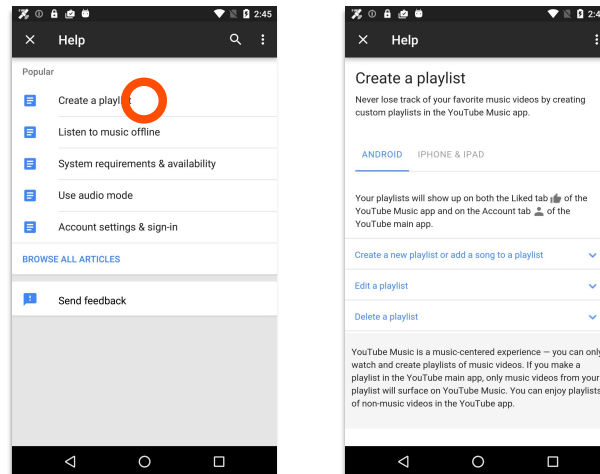 2:45
Help
Popular
Create a playlist
Listen to music offline
System requirements & availability
Use audio mode
Account settings & sign-in
BROWSE ALL ARTICLES
Send feedback
2:4
Help
Create a playlist
Never lose track of your favorite music videos by creating
custom playlists in the YouTube Music app.
ANDROID IPHONE & IPAD
Your playlists will show up on both the Liked tab of the
YouTube Music app and on the Account tab of the
YouTube main app.
Create a new playlist or add a song to a playlist
Edit a playlist
Delete a playlist
YouTube Music is a music-centered experience — you can only
watch and create playlists of music videos. If you make a
playlist in the YouTube main app, only music videos from your
playlist will surface on YouTube Music. You can enjoy playlists
of non-music videos in the YouTube app.